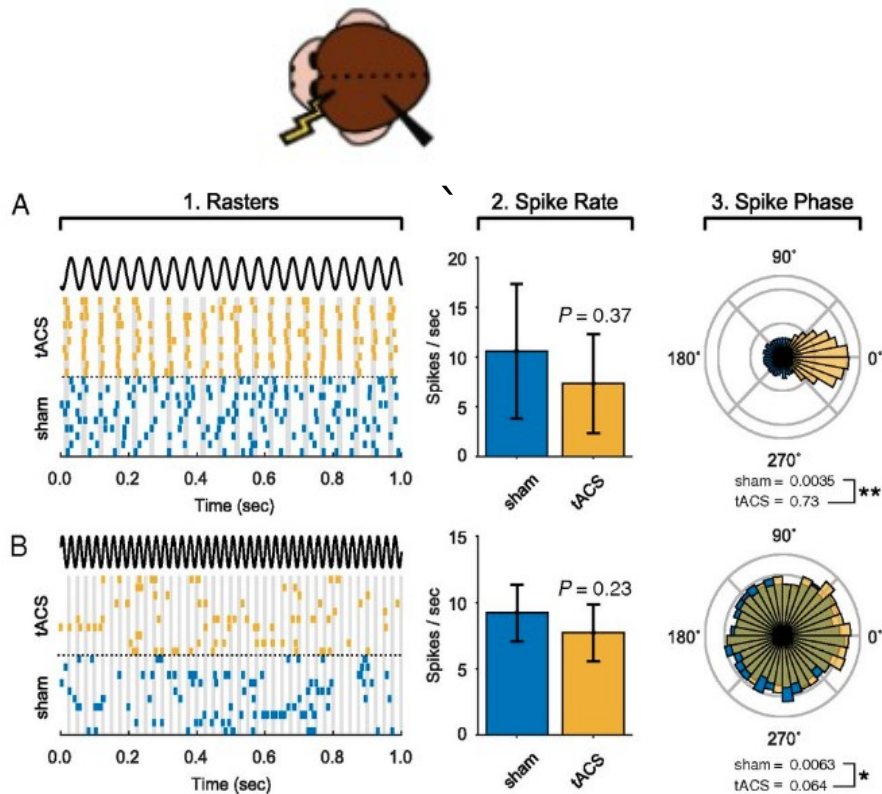 A
1. Rasters
2. Spike Rate
3. Spike Phase
tACS
sham
0.0 0.2 0.4 0.6 0.8 1.0
Time (sec)
Spikes / sec
20
15
10
5
0
P = 0.37
sham
tACS
90°
180°
0°
270°
sham = 0.0035
tACS = 0.73
**
B
tACS
sham
0.0 0.2 0.4 0.6 0.8 1.0
Time (sec)
Spikes / sec
15
10
5
0
P = 0.23
sham
tACS
90°
180°
0°
270°
sham = 0.0063
tACS = 0.064
*